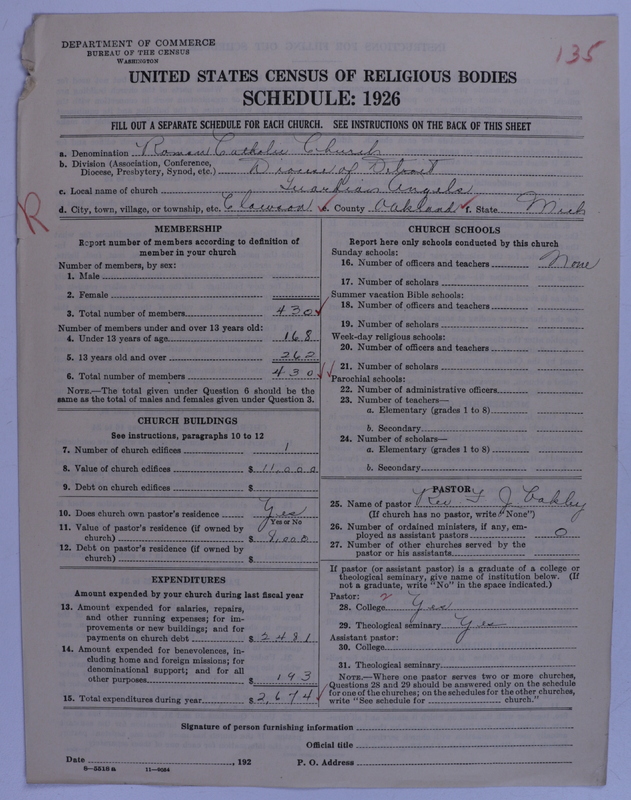 DEPARTMENT OF COMMERCE
BUREAU OF THE CENSUS
WASHINGTON
135
UNITED STATES CENSUS OF RELIGIOUS BODIES
SCHEDULE: 1926
FILL OUT A SEPARATE SCHEDULE FOR EACH CHURCH. SEE INSTRUCTIONS ON THE BACK OF THIS SHEET
a. Denomination Roman Catholic Church
b. Division (Association, Conference,
Diocese, Presbytery, Synod, etc.) Diocese of Detroit
c. Local name of church Guardian Angels
R
d. City, town, village, or township, etc. Clawson e. County Oakland f. State Mich
MEMBERSHIP
Report number of members according to definition of
member in your church
Number of members, by sex:
1. Male
2. Female
3. Total number of members 430
Number of members under and over 13 years old:
4. Under 13 years of age 168
5. 13 years old and over 262
6. Total number of members 430
NOTE.—The total given under Question 6 should be the
same as the total of males and females given under Question 3.
CHURCH BUILDINGS
See instructions, paragraphs 10 to 12
7. Number of church edifices 1
8. Value of church edifices $ 11,000
9. Debt on church edifices $
10. Does church own pastor's residence Yes
Yes or No
11. Value of pastor's residence (if owned by
church) $ 8,000
12. Debt on pastor's residence (if owned by
church) $
EXPENDITURES
Amount expended by your church during last fiscal year
13. Amount expended for salaries, repairs,
and other running expenses; for im-
provements or new buildings; and for
payments on church debt $ 2481
14. Amount expended for benevolences, in-
cluding home and foreign missions; for
denominational support; and for all
other purposes $ 193
15. Total expenditures during year $ 2,674
CHURCH SCHOOLS
Report here only schools conducted by this church
Sunday schools:
16. Number of officers and teachers None
17. Number of scholars
Summer vacation Bible schools:
18. Number of officers and teachers
19. Number of scholars
Week-day religious schools:
20. Number of officers and teachers
21. Number of scholars
Parochial schools:
22. Number of administrative officers
23. Number of teachers—
a. Elementary (grades 1 to 8)
b. Secondary
24. Number of scholars—
a. Elementary (grades 1 to 8)
b. Secondary
PASTOR
25. Name of pastor Rev F J
(If church has no pastor, write "None")
26. Number of ordained ministers, if any, em-
ployed as assistant pastors 0
27. Number of other churches served by the
pastor or his assistants
If pastor (or assistant pastor) is a graduate of a college or
theological seminary, give name of institution below. (If
not a graduate, write "No" in the space indicated.)
Pastor: 2
28. College Yes
29. Theological seminary Yes
Assistant pastor:
30. College
31. Theological seminary
NOTE.—Where one pastor serves two or more churches,
Questions 28 and 29 should be answered only on the schedule
for one of the churches; on the schedules for the other churches,
write "See schedule for church."
Signature of person furnishing information
Official title
Date , 192 P. O. Address
8—5518a 11—9064